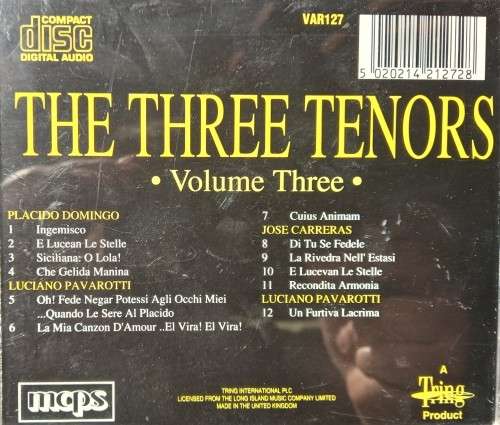 COMPACT
disc
DIGITAL AUDIO
VAR127
5 020214 212728
THE THREE TENORS
• Volume Three •
PLACIDO DOMINGO
1 Ingemisco
2 E Lucean Le Stelle
3 Siciliana: O Lola!
4 Che Gelida Manina
LUCIANO PAVAROTTI
5 Oh! Fede Negar Potessi Agli Occhi Miei
...Quando Le Sere Al Placido
6 La Mia Canzon D'Amour ..El Vira! El Vira!
7 Cuius Animam
JOSE CARRERAS
8 Di Tu Se Fedele
9 La Rivedra Nell' Estasi
10 E Lucevan Le Stelle
11 Recondita Armonia
LUCIANO PAVAROTTI
12 Un Furtiva Lacrima
mcps
TRING INTERNATIONAL PLC
LICENSED FROM THE LONG ISLAND MUSIC COMPANY LIMITED
MADE IN THE UNITED KINGDOM
A
Tring
Product